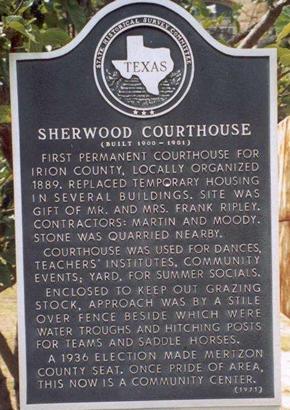 STATE HISTORICAL SURVEY COMMITTEE
TEXAS
SHERWOOD COURTHOUSE
(BUILT 1900 - 1901)
FIRST PERMANENT COURTHOUSE FOR
IRION COUNTY, LOCALLY ORGANIZED
1889. REPLACED TEMPORARY HOUSING
IN SEVERAL BUILDINGS. SITE WAS
GIFT OF MR. AND MRS. FRANK RIPLEY.
CONTRACTORS: MARTIN AND MOODY.
STONE WAS QUARRIED NEARBY.
COURTHOUSE WAS USED FOR DANCES,
TEACHERS' INSTITUTES, COMMUNITY
EVENTS; YARD, FOR SUMMER SOCIALS.
ENCLOSED TO KEEP OUT GRAZING
STOCK, APPROACH WAS BY A STILE
OVER FENCE BESIDE WHICH WERE
WATER TROUGHS AND HITCHING POSTS
FOR TEAMS AND SADDLE HORSES.
A 1936 ELECTION MADE MERTZON
COUNTY SEAT. ONCE PRIDE OF AREA,
THIS NOW IS A COMMUNITY CENTER.
(1971)